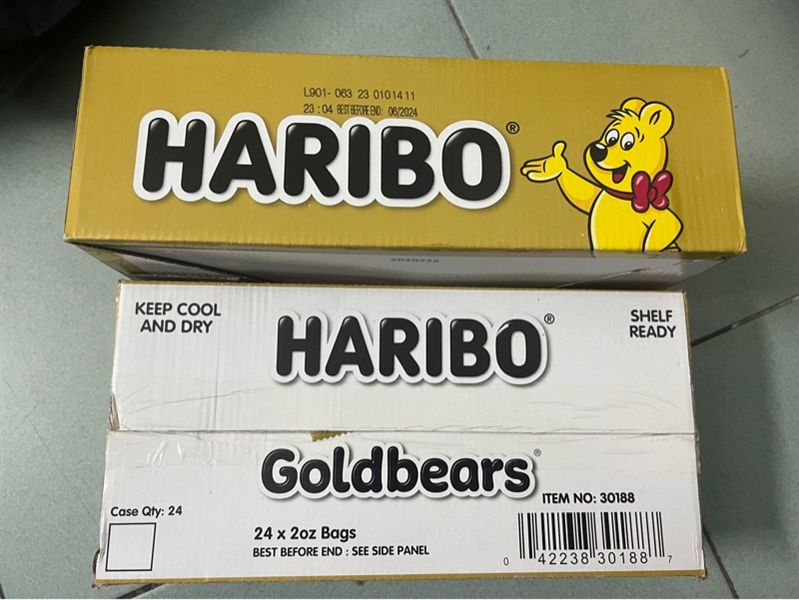 L901- 063 23 0101411
23:04 BEST BEFORE END: 06/2024
HARIBO®
2020224
KEEP COOL
AND DRY
HARIBO®
SHELF
READY
Goldbears®
ITEM NO: 30188
Case Qty: 24
24 x 2oz Bags
BEST BEFORE END : SEE SIDE PANEL
0 42238 30188 7